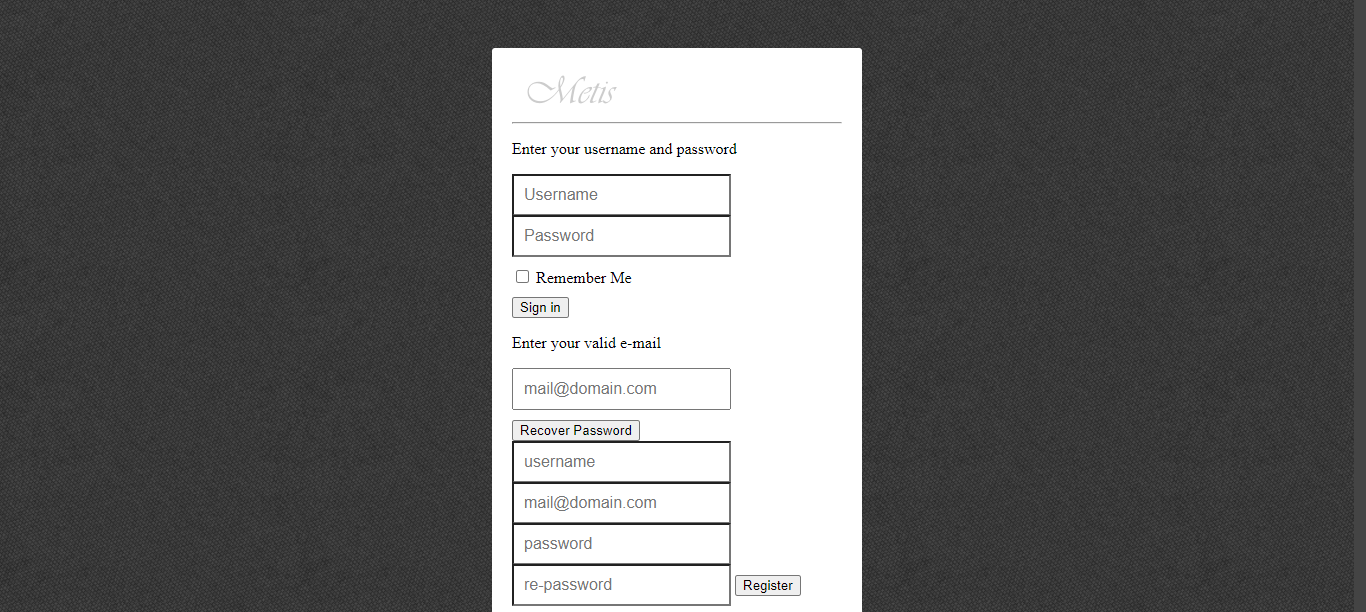 Metis
Enter your username and password
Username
Password
Remember Me
Sign in
Enter your valid e-mail
mail@domain.com
Recover Password
username
mail@domain.com
password
re-password Register